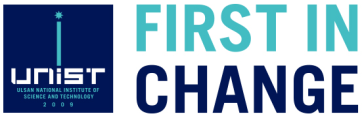 UNIST
ULSAN NATIONAL INSTITUTE OF
SCIENCE AND TECHNOLOGY
2009
FIRST IN
CHANGE